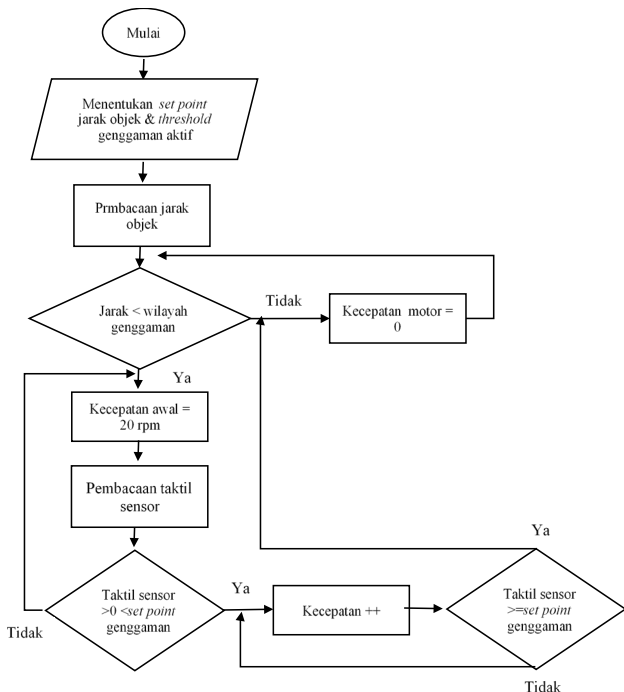 Mulai
Menentukan set point
jarak objek & threshold
genggaman aktif
Prmbacaan jarak
objek
Jarak < wilayah
genggaman
Tidak
Kecepatan motor =
0
Ya
Kecepatan awal =
20 rpm
Pembacaan taktil
sensor
Taktil sensor
>0 <set point
genggaman
Tidak
Ya
Kecepatan ++
Ya
Taktil sensor
>=set point
genggaman
Tidak